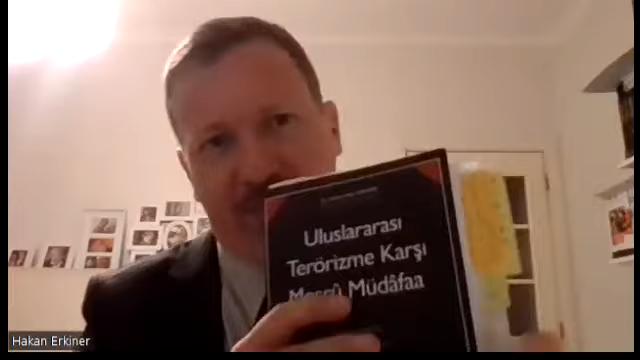 Uluslararası
Terörizme Karşı
Meşrû Müdâfaa
Hakan Erkiner